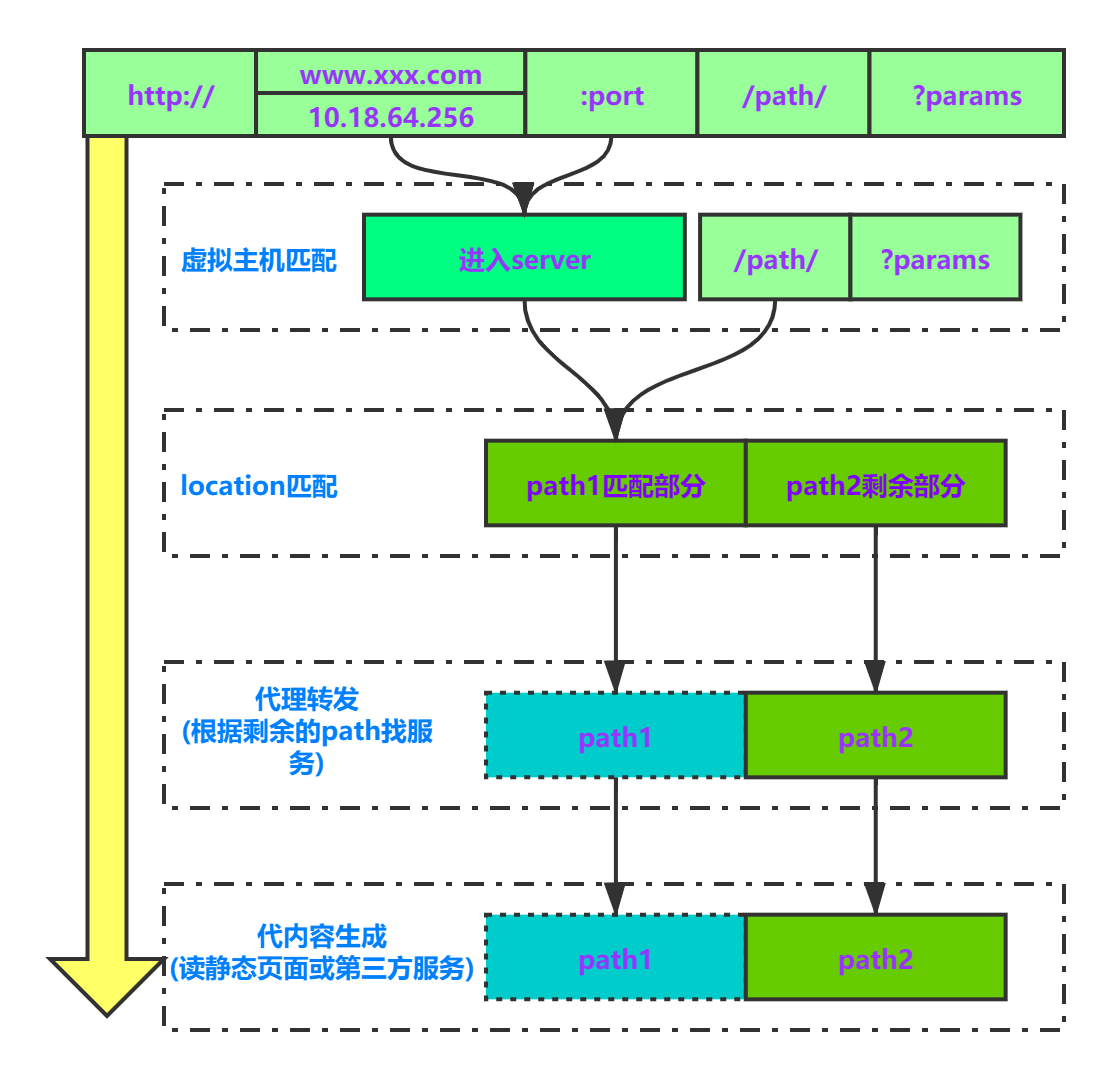 http://
www.xxx.com
10.18.64.256
:port
/path/
?params
虚拟主机匹配
进入server
/path/
?params
location匹配
path1匹配部分
path2剩余部分
代理转发
(根据剩余的path找服
务)
path1
path2
代内容生成
(读静态页面或第三方服务)
path1
path2